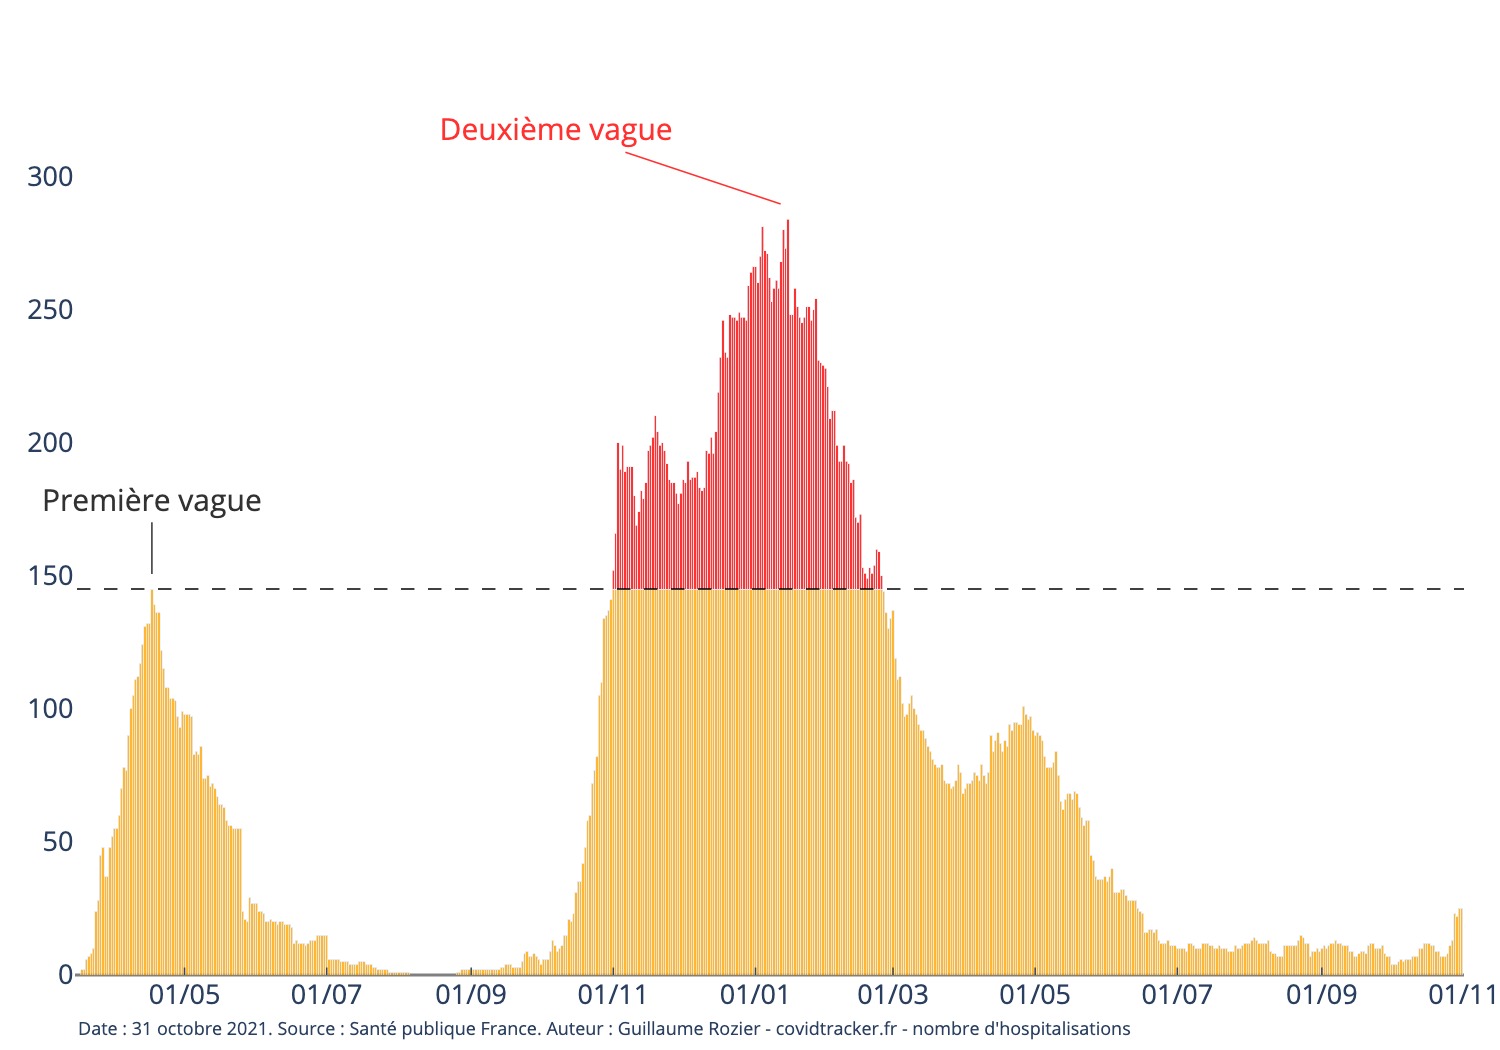 Deuxième vague
300
250
200
Première vague
150
100
50
0
01/05 01/07 01/09 01/11 01/01 01/03 01/05 01/07 01/09 01/11
Date : 31 octobre 2021. Source : Santé publique France. Auteur : Guillaume Rozier - covidtracker.fr - nombre d'hospitalisations